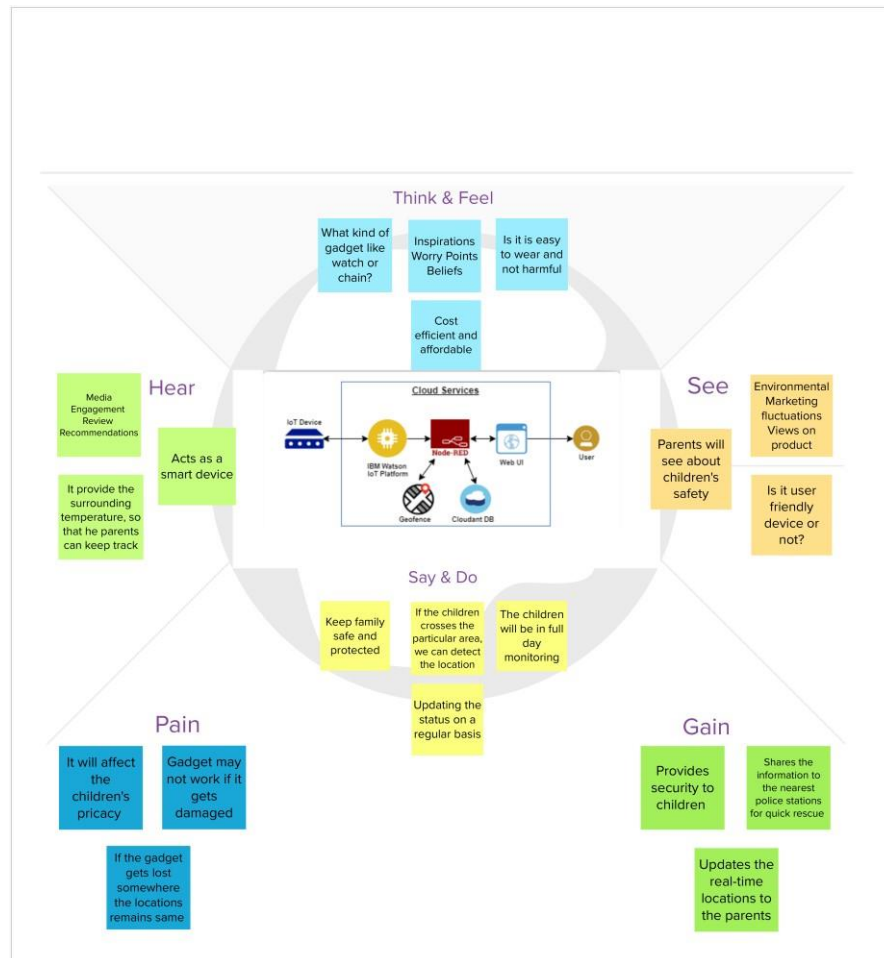 Think & Feel
What kind of
gadget like
watch or
chain?
Inspirations
Worry Points
Beliefs
Is it is easy
to wear and
not harmful
Cost
efficient and
affordable
Hear
Media
Engagement
Review
Recommendations
Acts as a
smart device
It provide the
surrounding
temperature, so
that he parents
can keep track
Cloud Services
IoT Device
IBM Watson
IoT Platform
Node-RED
Web UI
User
Geofence
Cloudant DB
See
Environmental
Marketing
fluctuations
Views on
product
Parents will
see about
children's
safety
Is it user
friendly
device or
not?
Say & Do
Keep family
safe and
protected
If the children
crosses the
particular area,
we can detect
the location
The children
will be in full
day
monitoring
Updating the
status on a
regular basis
Pain
It will affect
the
children's
pricacy
Gadget may
not work if it
gets
damaged
If the gadget
gets lost
somewhere
the locations
remains same
Gain
Provides
security to
children
Shares the
information to
the nearest
police stations
for quick rescue
Updates the
real-time
locations to
the parents